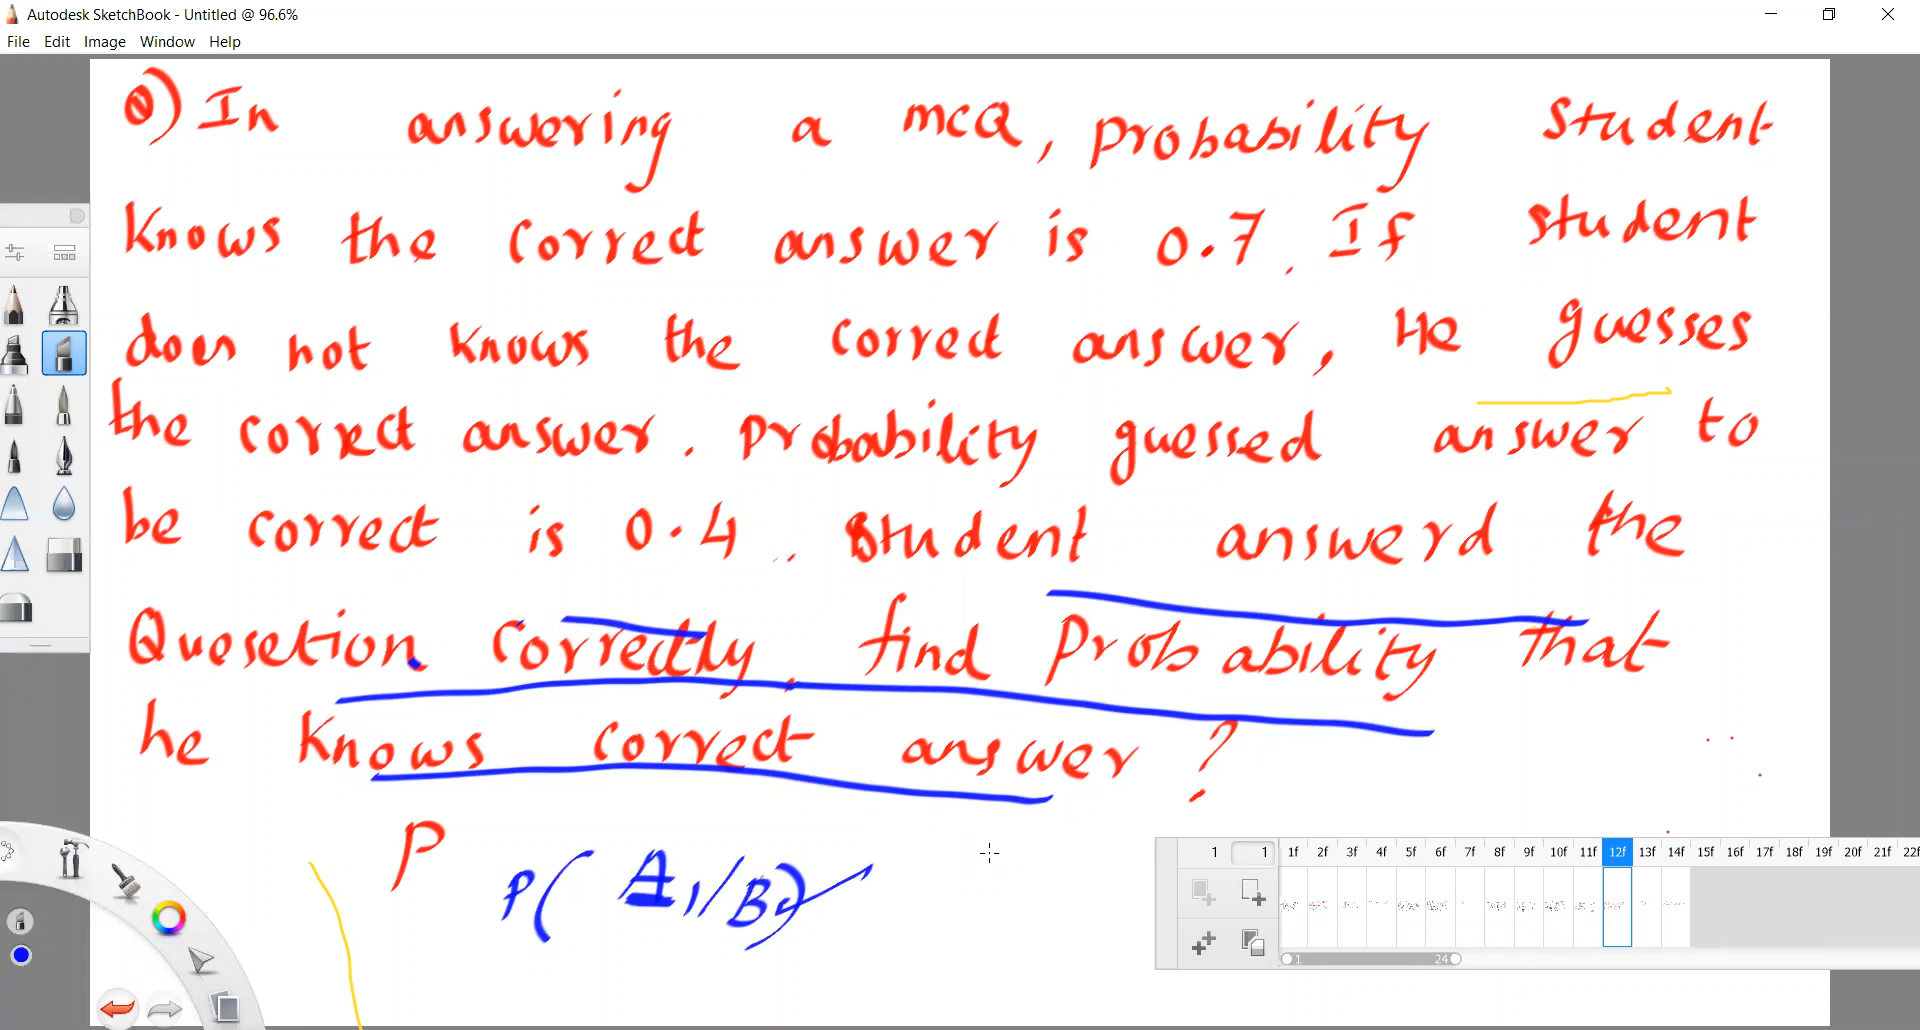 Autodesk SketchBook - Untitled @ 96.6%
File Edit Image Window Help
Q) In answering a mcQ, probability student
knows the correct answer is 0.7. If student
does not knows the correct answer, He guesses
the correct answer. probability guessed answer to
be correct is 0.4. student answerd the
Quesetion correctly. find probability that
he knows correct answer?
P
P(A1/B)
1 1 1f 2f 3f 4f 5f 6f 7f 8f 9f 10f 11f 12f 13f 14f 15f 16f 17f 18f 19f 20f 21f 22f
1 24